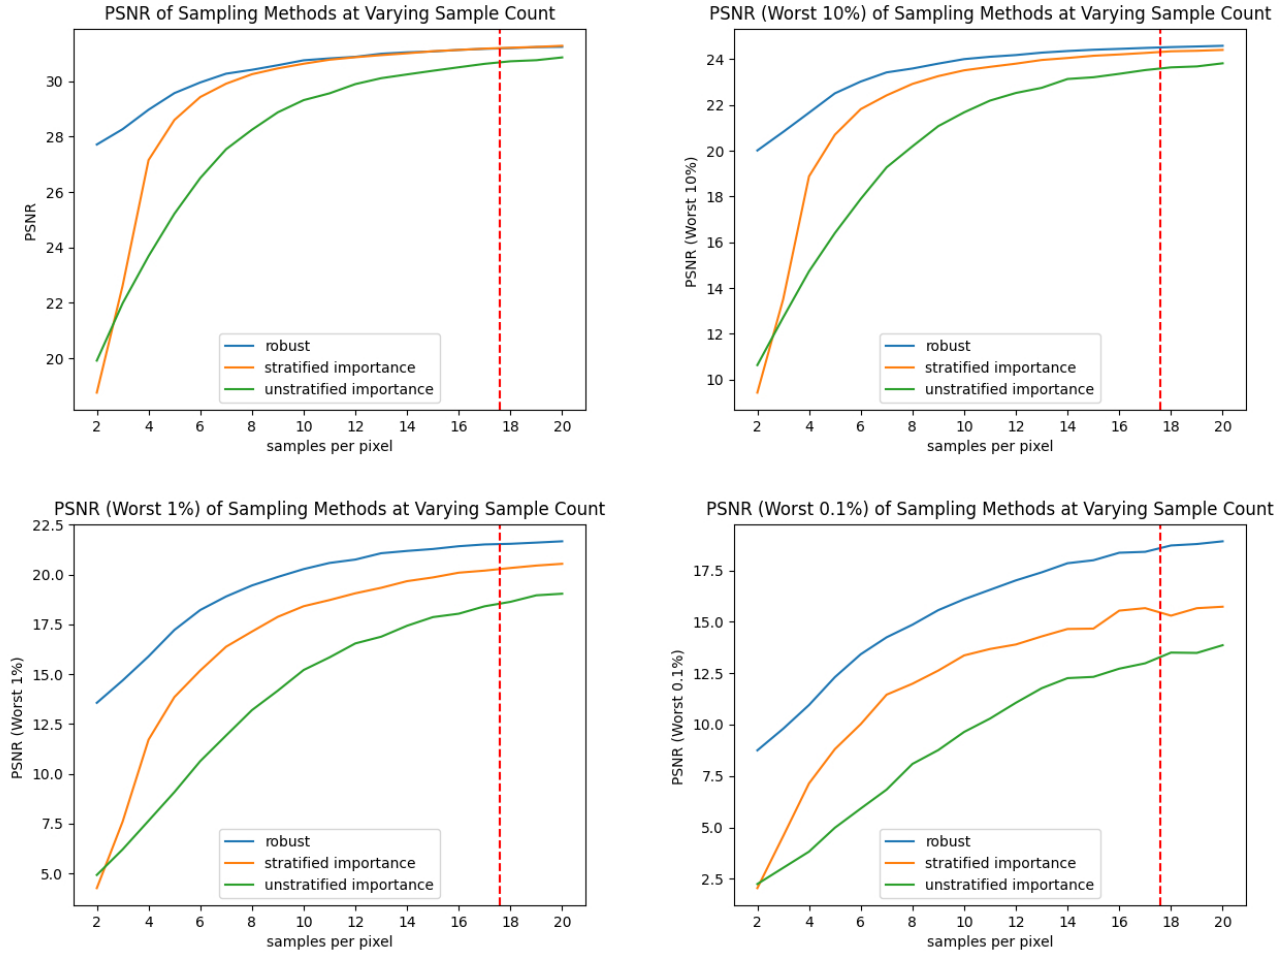 PSNR of Sampling Methods at Varying Sample Count
PSNR
30
28
26
24
22
20
robust
stratified importance
unstratified importance
2 4 6 8 10 12 14 16 18 20
samples per pixel
PSNR (Worst 10%) of Sampling Methods at Varying Sample Count
PSNR (Worst 10%)
24
22
20
18
16
14
12
10
robust
stratified importance
unstratified importance
2 4 6 8 10 12 14 16 18 20
samples per pixel
PSNR (Worst 1%) of Sampling Methods at Varying Sample Count
PSNR (Worst 1%)
22.5
20.0
17.5
15.0
12.5
10.0
7.5
5.0
robust
stratified importance
unstratified importance
2 4 6 8 10 12 14 16 18 20
samples per pixel
PSNR (Worst 0.1%) of Sampling Methods at Varying Sample Count
PSNR (Worst 0.1%)
17.5
15.0
12.5
10.0
7.5
5.0
2.5
robust
stratified importance
unstratified importance
2 4 6 8 10 12 14 16 18 20
samples per pixel